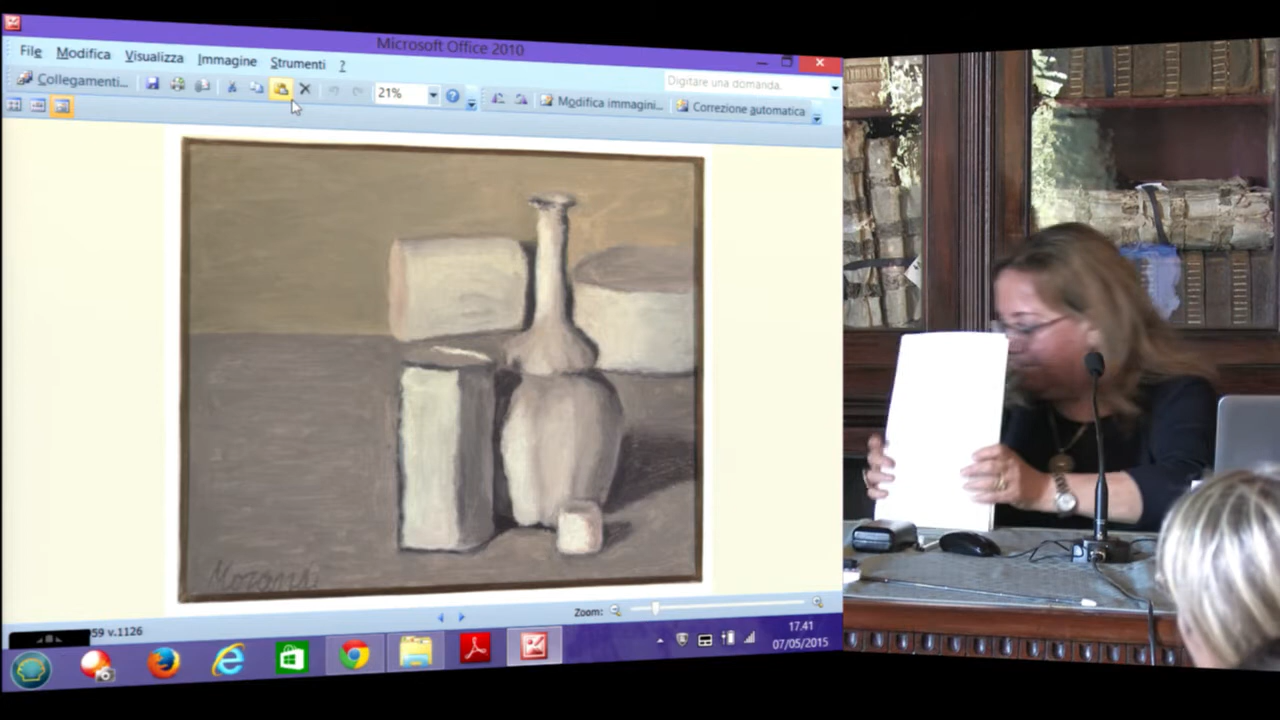 Microsoft Office 2010
File Modifica Visualizza Immagine Strumenti ?
Digitare una domanda.
Collegamenti...
21%
Modifica immagini...
Correzione automatica
Morandi
Zoom:
59 v.1126
17.41
07/05/2015